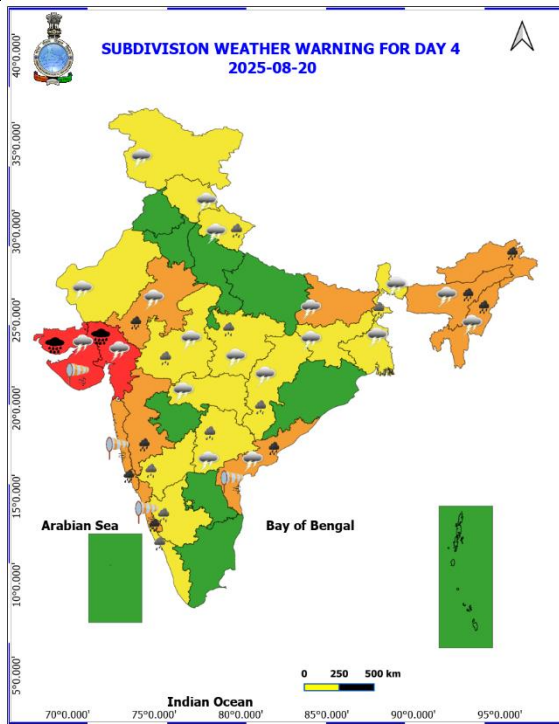 SUBDIVISION WEATHER WARNING FOR DAY 4
2025-08-20
40°0.000'
35°0.000'
30°0.000'
25°0.000'
20°0.000'
15°0.000'
10°0.000'
5°0.000'
Arabian Sea
Bay of Bengal
0 250 500 km
Indian Ocean
70°0.000' 75°0.000' 80°0.000' 85°0.000' 90°0.000' 95°0.000'